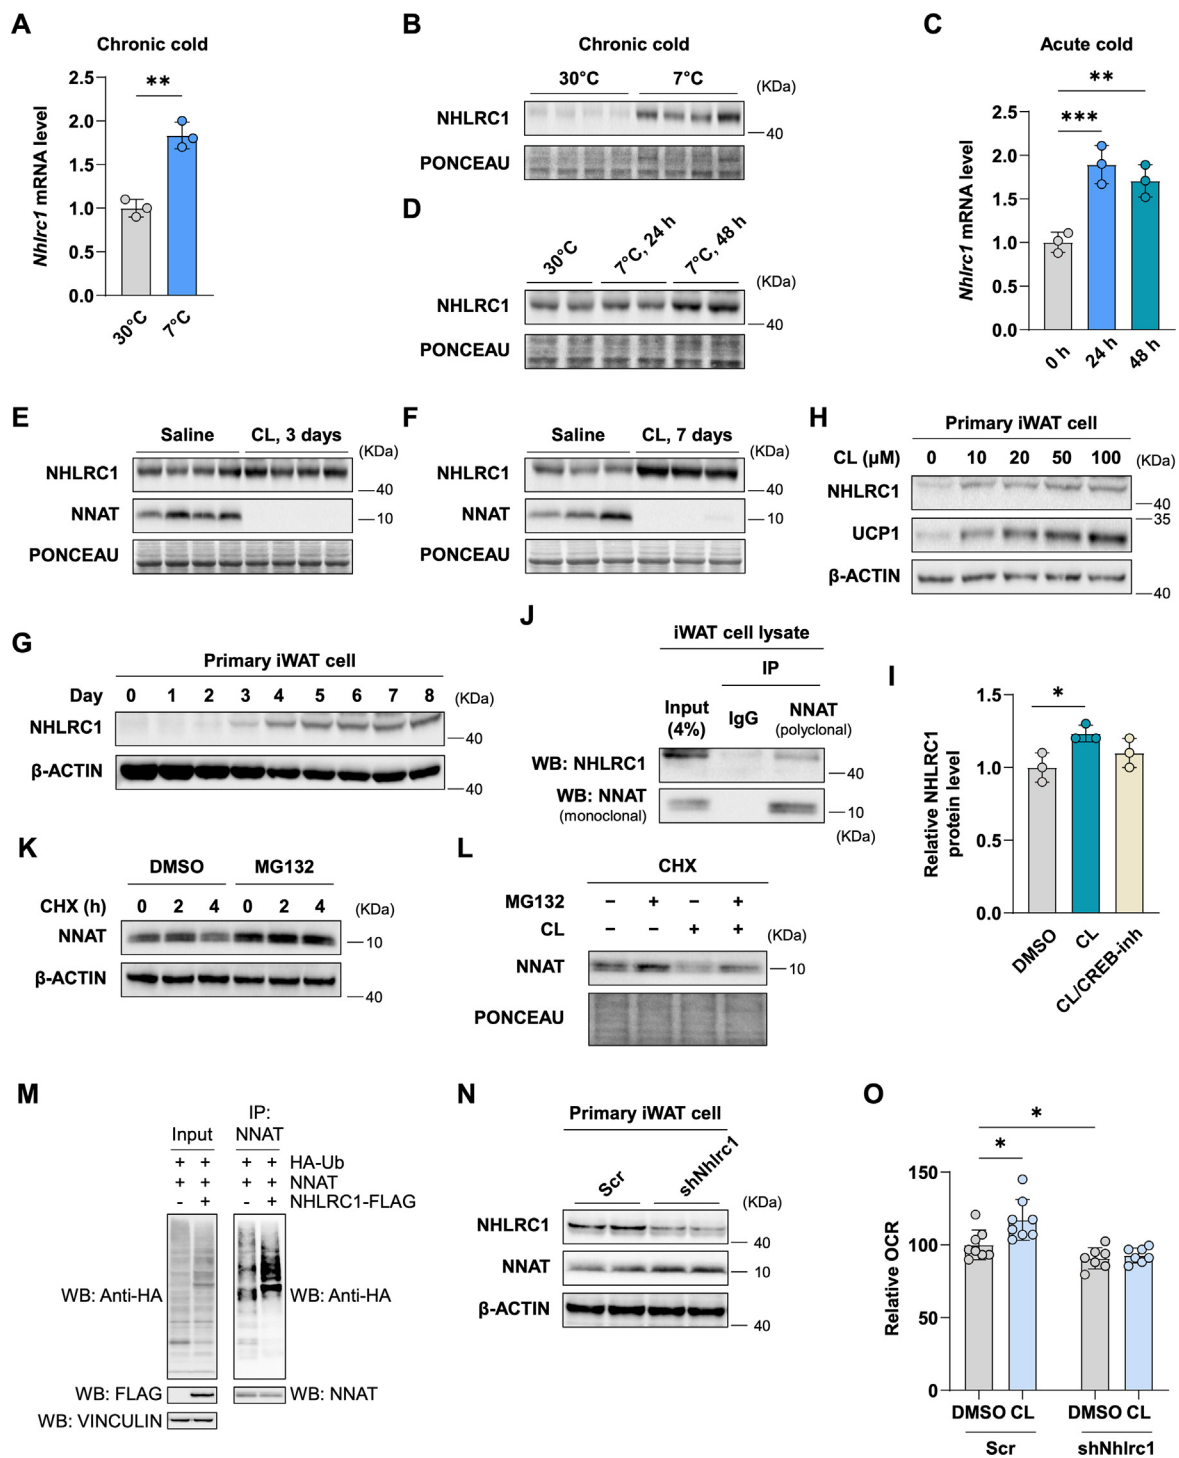 A
Chronic cold
Nhlrc1 mRNA level
2.5
2.0
1.5
1.0
0.5
0.0
**
30°C
7°C
B
Chronic cold
30°C 7°C (KDa)
NHLRC1
40
PONCEAU
C
Acute cold
Nhlrc1 mRNA level
2.5
2.0
1.5
1.0
0.5
0.0
**
***
0 h
24 h
48 h
D
30°C 7°C, 24 h 7°C, 48 h
(KDa)
NHLRC1
40
PONCEAU
E
Saline CL, 3 days
(KDa)
NHLRC1
40
NNAT 10
PONCEAU
F
Saline CL, 7 days
(KDa)
NHLRC1
40
NNAT 10
PONCEAU
H
Primary iWAT cell
CL (μM) 0 10 20 50 100 (KDa)
NHLRC1
40
35
UCP1
β-ACTIN
40
G
Primary iWAT cell
Day 0 1 2 3 4 5 6 7 8 (KDa)
NHLRC1
40
β-ACTIN
40
J
iWAT cell lysate
IP
Input (4%)
IgG
NNAT
(polyclonal)
WB: NHLRC1
40
WB: NNAT
(monoclonal)
10
(KDa)
I
Relative NHLRC1
protein level
1.5
1.0
0.5
0.0
*
DMSO
CL
CL/CREB-inh
K
DMSO MG132
CHX (h) 0 2 4 0 2 4 (KDa)
NNAT 10
β-ACTIN
40
L
CHX
MG132 – + – +
CL – – + +
(KDa)
NNAT 10
PONCEAU
M
IP:
Input NNAT
+ + + + HA-Ub
+ + + + NNAT
- + - + NHLRC1-FLAG
WB: Anti-HA WB: Anti-HA
WB: FLAG WB: NNAT
WB: VINCULIN
N
Primary iWAT cell
Scr shNhlrc1
(KDa)
NHLRC1
40
NNAT 10
β-ACTIN
40
O
Relative OCR
150
100
50
0
*
*
DMSO CL DMSO CL
Scr shNhlrc1